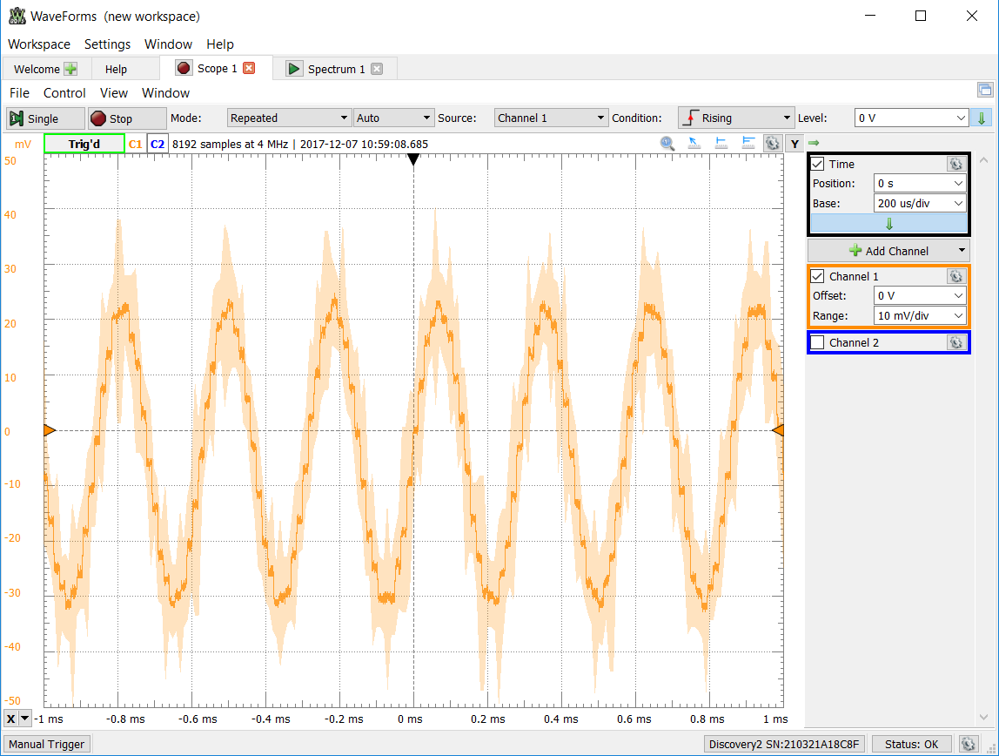 WaveForms (new workspace)
Workspace Settings Window Help
Welcome Help Scope 1 Spectrum 1
File Control View Window
Single Stop Mode: Repeated Auto Source: Channel 1 Condition: Rising Level: 0 V
mV Trig'd C1 C2 8192 samples at 4 MHz | 2017-12-07 10:59:08.685 Y
50
40
30
20
10
0
-10
-20
-30
-40
-50
Time
Position: 0 s
Base: 200 us/div
Add Channel
Channel 1
Offset: 0 V
Range: 10 mV/div
Channel 2
X -1 ms -0.8 ms -0.6 ms -0.4 ms -0.2 ms 0 ms 0.2 ms 0.4 ms 0.6 ms 0.8 ms 1 ms
Manual Trigger Discovery2 SN:210321A18C8F Status: OK